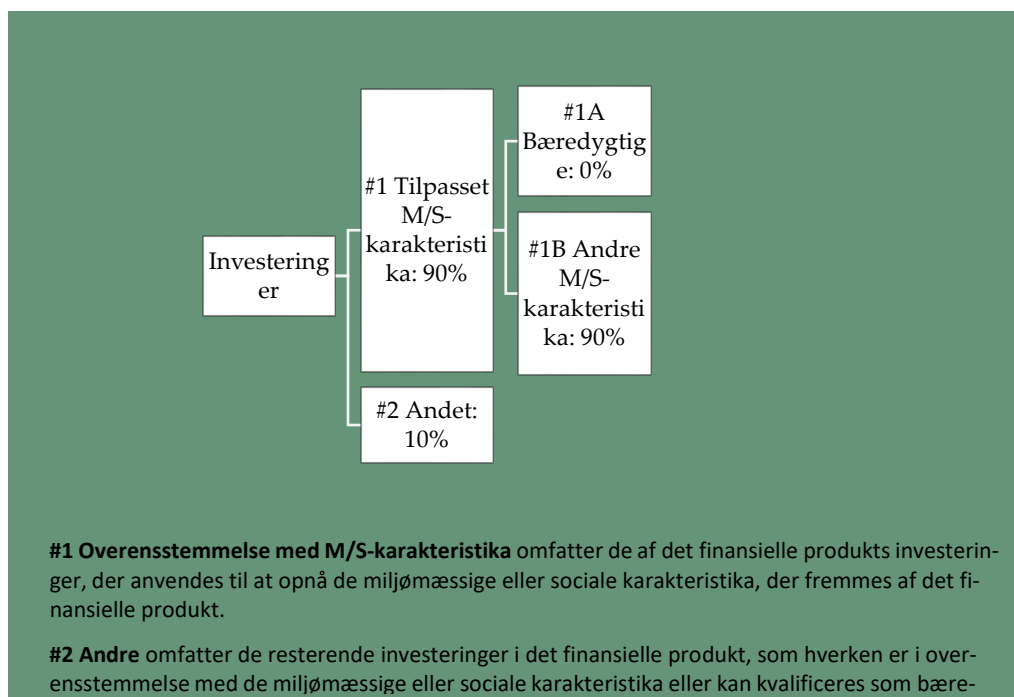 Investering
er
#1 Tilpasset
M/S-
karakteristi
ka: 90%
#1A
Bæredygtig
e: 0%
#1B Andre
M/S-
karakteristi
ka: 90%
#2 Andet:
10%
#1 Overensstemmelse med M/S-karakteristika omfatter de af det finansielle produkts investerin-
ger, der anvendes til at opnå de miljømæssige eller sociale karakteristika, der fremmes af det fi-
nansielle produkt.
#2 Andre omfatter de resterende investeringer i det finansielle produkt, som hverken er i over-
ensstemmelse med de miljømæssige eller sociale karakteristika eller kan kvalificeres som bære-